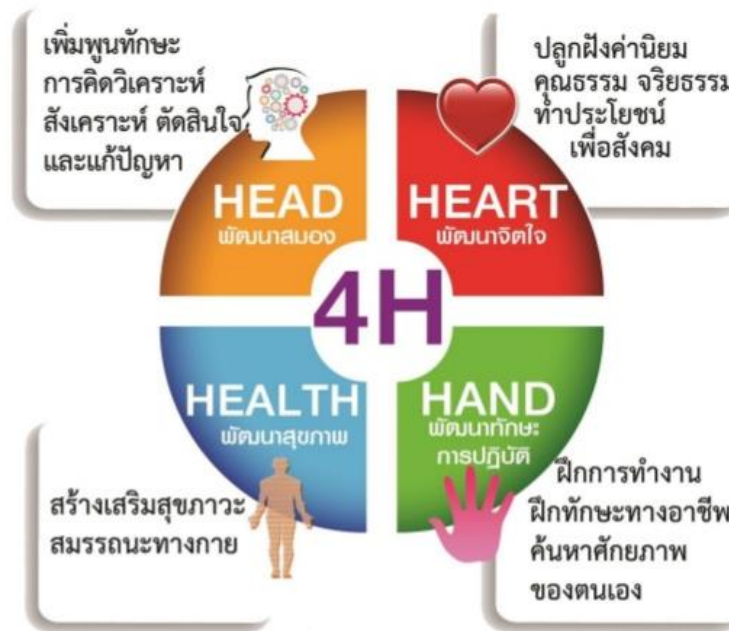 เพิ่มพูนทักษะ
การคิดวิเคราะห์
สังเคราะห์ ตัดสินใจ
และแก้ปัญหา
HEAD
พัฒนาสมอง
ปลูกฝังค่านิยม
คุณธรรม จริยธรรม
ทำประโยชน์
เพื่อสังคม
HEART
พัฒนาจิตใจ
4H
HEALTH
พัฒนาสุขภาพ
สร้างเสริมสุขภาวะ
สมรรถนะทางกาย
HAND
พัฒนาทักษะ
การปฏิบัติ
ฝึกการทำงาน
ฝึกทักษะทางอาชีพ
ค้นหาศักยภาพ
ของตนเอง